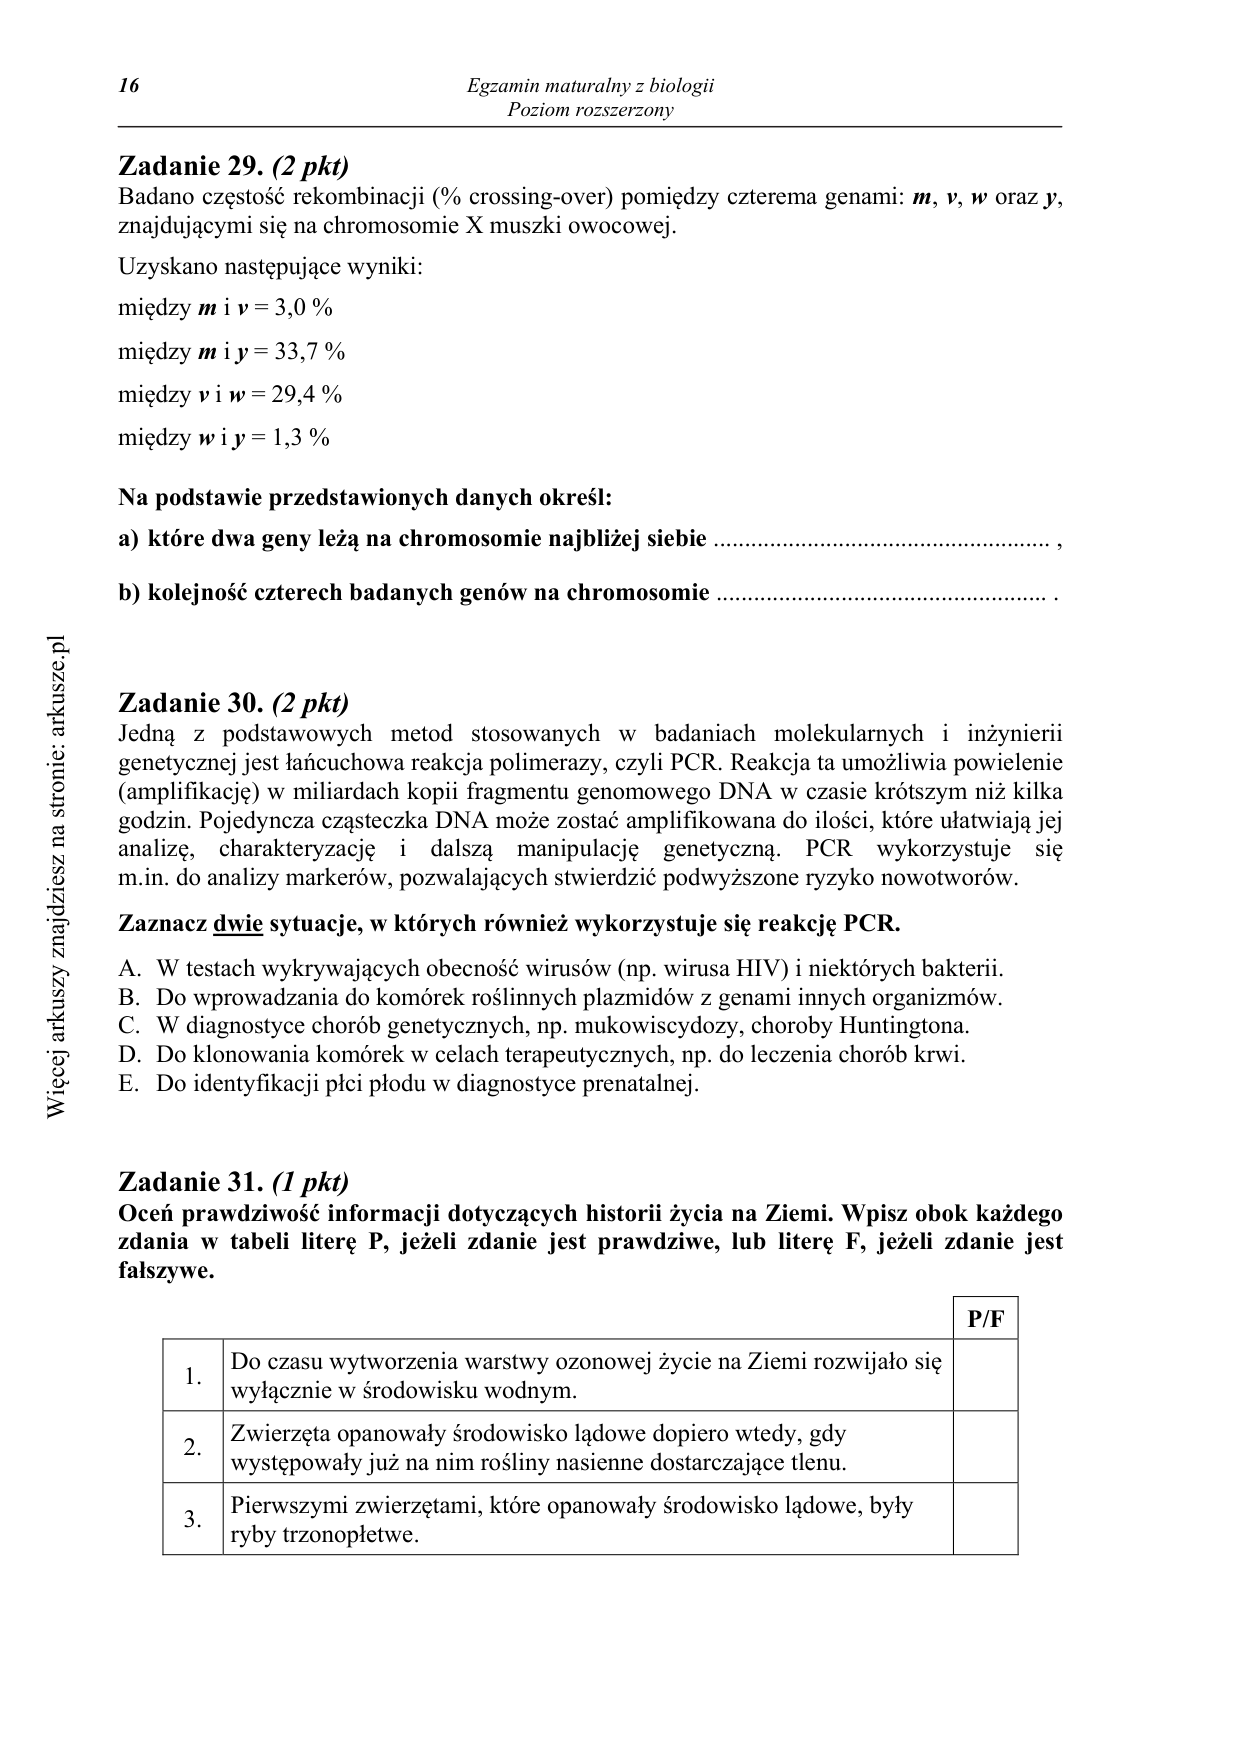 16
Egzamin maturalny z biologii
Poziom rozszerzony
Zadanie 29. (2 pkt)
Badano częstość rekombinacji (% crossing-over) pomiędzy czterema genami: m, v, w oraz y,
znajdującymi się na chromosomie X muszki owocowej.
Uzyskano następujące wyniki:
między m i v = 3,0 %
między m i y = 33,7 %
między v i w = 29,4 %
między w i y = 1,3 %
Na podstawie przedstawionych danych określ:
a) które dwa geny leżą na chromosomie najbliżej siebie ...................................................... ,
b) kolejność czterech badanych genów na chromosomie ..................................................... .
Zadanie 30. (2 pkt)
Jedną z podstawowych metod stosowanych w badaniach molekularnych i inżynierii
genetycznej jest łańcuchowa reakcja polimerazy, czyli PCR. Reakcja ta umożliwia powielenie
(amplifikację) w miliardach kopii fragmentu genomowego DNA w czasie krótszym niż kilka
godzin. Pojedyncza cząsteczka DNA może zostać amplifikowana do ilości, które ułatwiają jej
analizę, charakteryzację i dalszą manipulację genetyczną. PCR wykorzystuje się
m.in. do analizy markerów, pozwalających stwierdzić podwyższone ryzyko nowotworów.
Zaznacz dwie sytuacje, w których również wykorzystuje się reakcję PCR.
A. W testach wykrywających obecność wirusów (np. wirusa HIV) i niektórych bakterii.
B. Do wprowadzania do komórek roślinnych plazmidów z genami innych organizmów.
C. W diagnostyce chorób genetycznych, np. mukowiscydozy, choroby Huntingtona.
D. Do klonowania komórek w celach terapeutycznych, np. do leczenia chorób krwi.
E. Do identyfikacji płci płodu w diagnostyce prenatalnej.
Zadanie 31. (1 pkt)
Oceń prawdziwość informacji dotyczących historii życia na Ziemi. Wpisz obok każdego
zdania w tabeli literę P, jeżeli zdanie jest prawdziwe, lub literę F, jeżeli zdanie jest
fałszywe.
P/F
1. Do czasu wytworzenia warstwy ozonowej życie na Ziemi rozwijało się
wyłącznie w środowisku wodnym.
2. Zwierzęta opanowały środowisko lądowe dopiero wtedy, gdy
występowały już na nim rośliny nasienne dostarczające tlenu.
3. Pierwszymi zwierzętami, które opanowały środowisko lądowe, były
ryby trzonopłetwe.
Więcej arkuszy znajdziesz na stronie: arkusze.pl